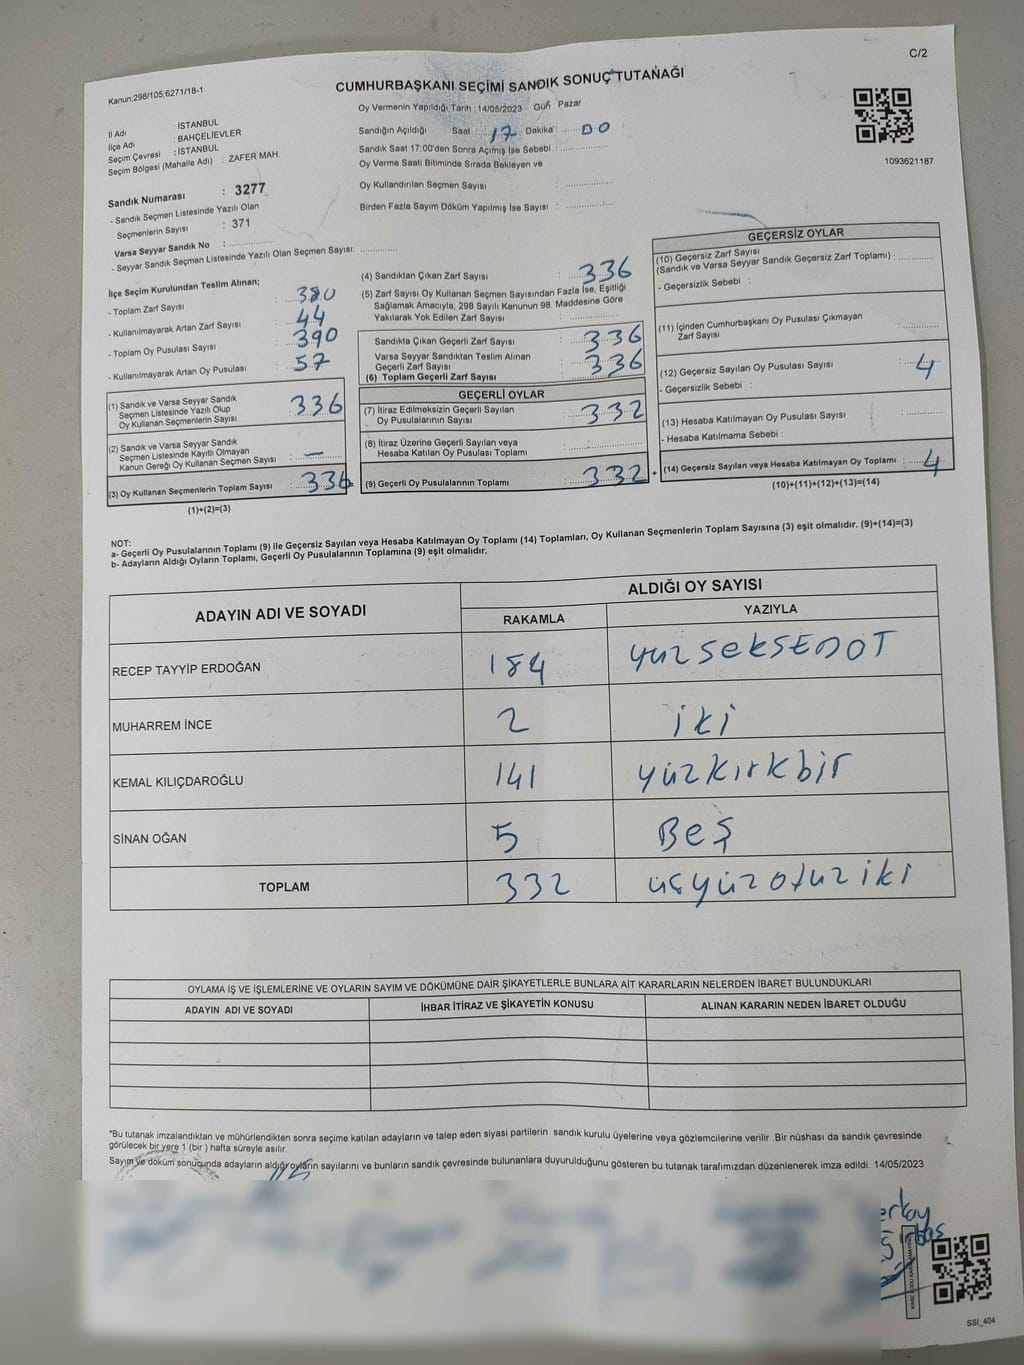 C/2
Kanun;298/105;6271/18-1
CUMHURBAŞKANI SEÇİMİ SANDIK SONUÇ TUTANAĞI
Oy Vermenin Yapıldığı Tarih : 14/05/2023 Gün : Pazar
İl Adı : İSTANBUL
İlçe Adı : BAHÇELİEVLER
Seçim Çevresi : İSTANBUL
Seçim Bölgesi (Mahalle Adı) : ZAFER MAH.
Sandığın Açıldığı Saat : 17 Dakika : 00
Sandık Saat 17:00'den Sonra Açılmış İse Sebebi :
Oy Verme Saati Bitiminde Sırada Bekleyen ve
Oy Kullandırılan Seçmen Sayısı :
Birden Fazla Sayım Döküm Yapılmış İse Sayısı :
1093621187
Sandık Numarası : 3277
- Sandık Seçmen Listesinde Yazılı Olan
Seçmenlerin Sayısı : 371
Varsa Seyyar Sandık No :
- Seyyar Sandık Seçmen Listesinde Yazılı Olan Seçmen Sayısı:
İlçe Seçim Kurulundan Teslim Alınan;
- Toplam Zarf Sayısı : 380
- Kullanılmayarak Artan Zarf Sayısı : 44
- Toplam Oy Pusulası Sayısı : 390
- Kullanılmayarak Artan Oy Pusulası : 57
(1) Sandık ve Varsa Seyyar Sandık
Seçmen Listesinde Yazılı Olup
Oy Kullanan Seçmenlerin Sayısı : 336
(2) Sandık ve Varsa Seyyar Sandık
Seçmen Listesinde Kayıtlı Olmayan
Kanun Gereği Oy Kullanan Seçmen Sayısı : —
(3) Oy Kullanan Seçmenlerin Toplam Sayısı : 336
(1)+(2)=(3)
(4) Sandıktan Çıkan Zarf Sayısı : 336
(5) Zarf Sayısı Oy Kullanan Seçmen Sayısından Fazla İse, Eşitliği
Sağlamak Amacıyla, 298 Sayılı Kanunun 98. Maddesine Göre
Yakılarak Yok Edilen Zarf Sayısı :
Sandıkta Çıkan Geçerli Zarf Sayısı : 336
Varsa Seyyar Sandıktan Teslim Alınan
Geçerli Zarf Sayısı : 336
(6) Toplam Geçerli Zarf Sayısı :
GEÇERLİ OYLAR
(7) İtiraz Edilmeksizin Geçerli Sayılan
Oy Pusulalarının Sayısı : 332
(8) İtiraz Üzerine Geçerli Sayılan veya
Hesaba Katılan Oy Pusulası Toplamı :
(9) Geçerli Oy Pusulalarının Toplamı : 332
GEÇERSİZ OYLAR
(10) Geçersiz Zarf Sayısı
(Sandık ve Varsa Seyyar Sandık Geçersiz Zarf Toplamı) :
- Geçersizlik Sebebi :
(11) İçinden Cumhurbaşkanı Oy Pusulası Çıkmayan
Zarf Sayısı :
(12) Geçersiz Sayılan Oy Pusulası Sayısı : 4
- Geçersizlik Sebebi :
(13) Hesaba Katılmayan Oy Pusulası Sayısı :
- Hesaba Katılmama Sebebi :
(14) Geçersiz Sayılan veya Hesaba Katılmayan Oy Toplamı : 4
(10)+(11)+(12)+(13)=(14)
NOT:
a- Geçerli Oy Pusulalarının Toplamı (9) ile Geçersiz Sayılan veya Hesaba Katılmayan Oy Toplamı (14) Toplamları, Oy Kullanan Seçmenlerin Toplam Sayısına (3) eşit olmalıdır. (9)+(14)=(3)
b- Adayların Aldığı Oyların Toplamı, Geçerli Oy Pusulalarının Toplamına (9) eşit olmalıdır.
ADAYIN ADI VE SOYADI ALDIĞI OY SAYISI
RAKAMLA YAZIYLA
RECEP TAYYİP ERDOĞAN 184 yüzSeKSENDÖT
MUHARREM İNCE 2 iki
KEMAL KILIÇDAROĞLU 141 yüzkırkbir
SİNAN OĞAN 5 Beş
TOPLAM 332 üçyüzotuziki
OYLAMA İŞ VE İŞLEMLERİNE VE OYLARIN SAYIM VE DÖKÜMÜNE DAİR ŞİKAYETLERLE BUNLARA AİT KARARLARIN NELERDEN İBARET BULUNDUKLARI
ADAYIN ADI VE SOYADI İHBAR İTİRAZ VE ŞİKAYETİN KONUSU ALINAN KARARIN NEDEN İBARET OLDUĞU
*Bu tutanak imzalandıktan ve mühürlendikten sonra seçime katılan adayların ve talep eden siyasi partilerin sandık kurulu üyelerine veya gözlemcilerine verilir .Bir nüshası da sandık çevresinde
görülecek bir yere 1 (bir ) hafta süreyle asılır.
Sayım ve döküm sonucunda adayların aldığı oyların sayılarını ve bunların sandık çevresinde bulunanlara duyurulduğunu gösteren bu tutanak tarafımızdan düzenlenerek imza edildi. 14/05/2023
SSI_404